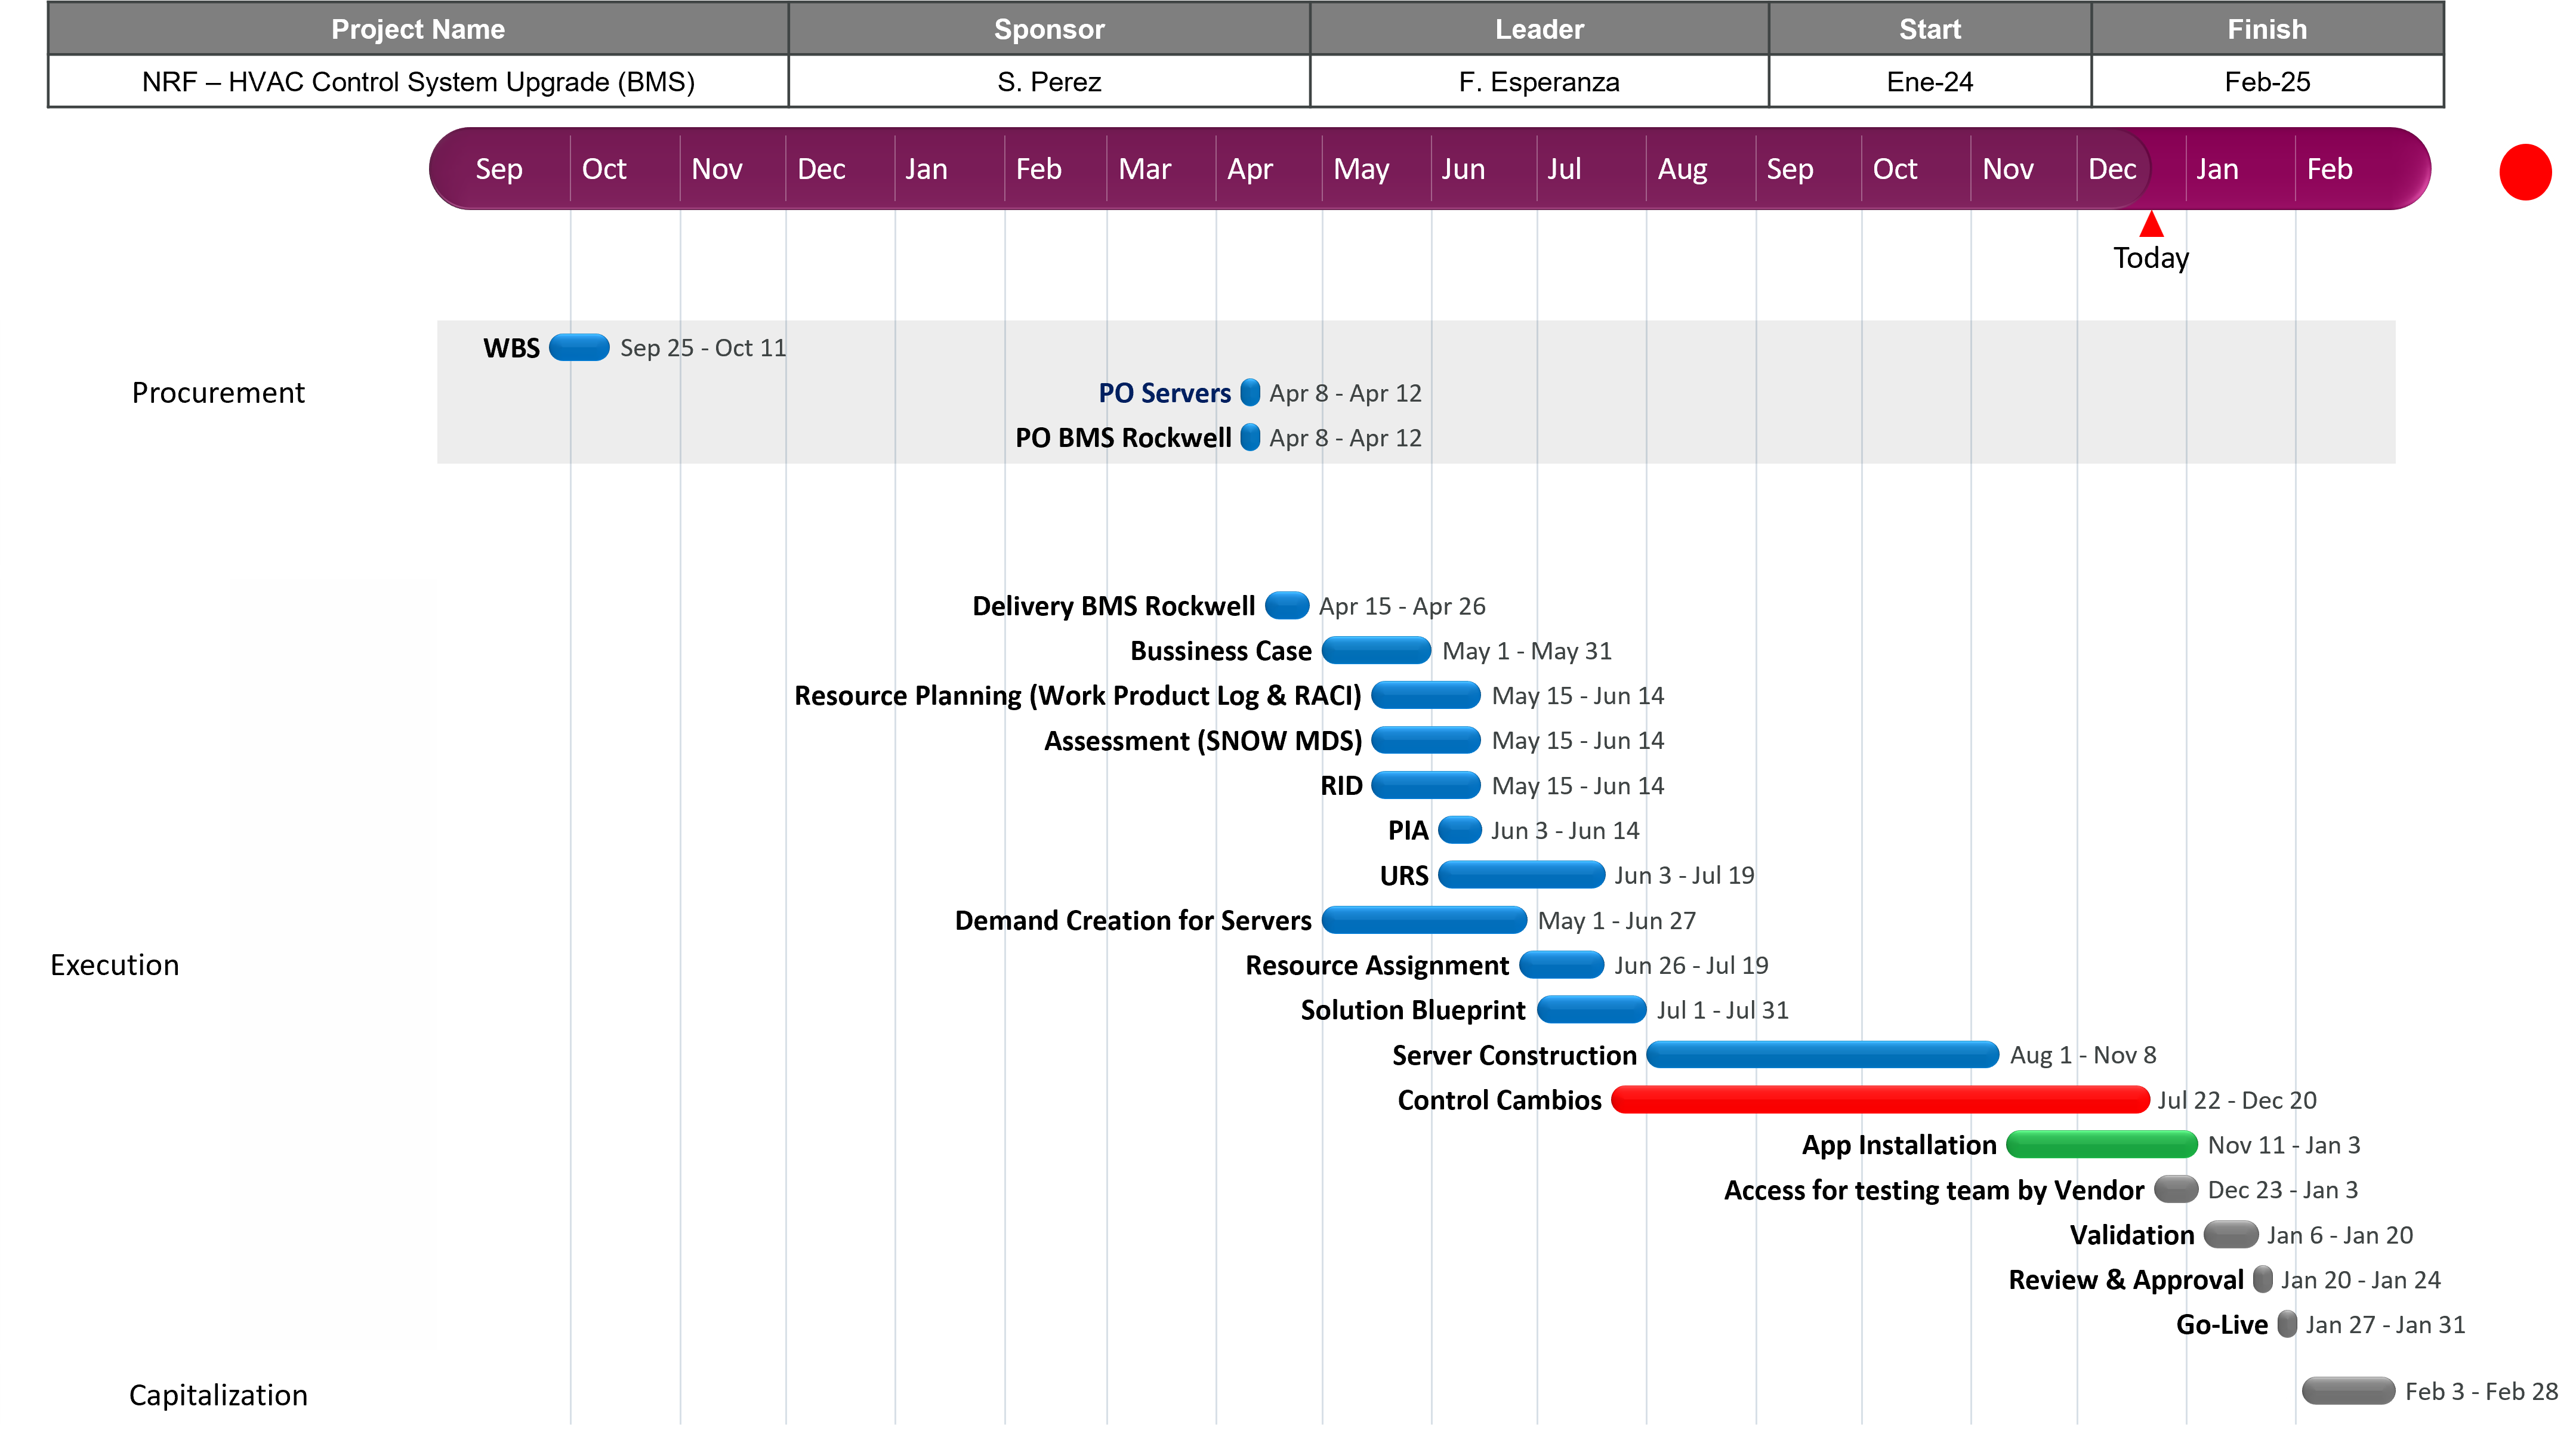 Project Name Sponsor Leader Start Finish
NRF – HVAC Control System Upgrade (BMS) S. Perez F. Esperanza Ene-24 Feb-25
Sep Oct Nov Dec Jan Feb Mar Apr May Jun Jul Aug Sep Oct Nov Dec Jan Feb
Today
WBS Sep 25 - Oct 11
Procurement
PO Servers Apr 8 - Apr 12
PO BMS Rockwell Apr 8 - Apr 12
Delivery BMS Rockwell Apr 15 - Apr 26
Bussiness Case May 1 - May 31
Resource Planning (Work Product Log & RACI) May 15 - Jun 14
Assessment (SNOW MDS) May 15 - Jun 14
RID May 15 - Jun 14
PIA Jun 3 - Jun 14
URS Jun 3 - Jul 19
Demand Creation for Servers May 1 - Jun 27
Execution
Resource Assignment Jun 26 - Jul 19
Solution Blueprint Jul 1 - Jul 31
Server Construction Aug 1 - Nov 8
Control Cambios Jul 22 - Dec 20
App Installation Nov 11 - Jan 3
Access for testing team by Vendor Dec 23 - Jan 3
Validation Jan 6 - Jan 20
Review & Approval Jan 20 - Jan 24
Go-Live Jan 27 - Jan 31
Capitalization Feb 3 - Feb 28